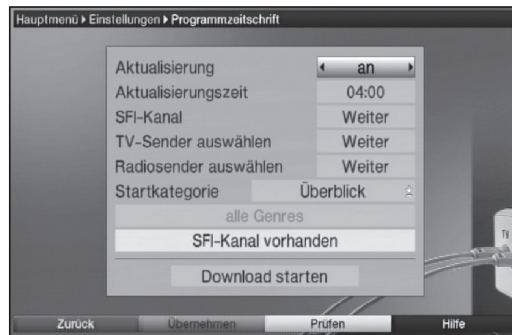 Hauptmenü ▸ Einstellungen ▸ Programmzeitschrift
Aktualisierung ◂ an ▸
Aktualisierungszeit 04:00
SFI-Kanal Weiter
TV-Sender auswählen Weiter
Radiosender auswählen Weiter
Startkategorie Überblick
alle Genres
SFI-Kanal vorhanden
Download starten
TV
Zurück Übernehmen Prüfen Hilfe